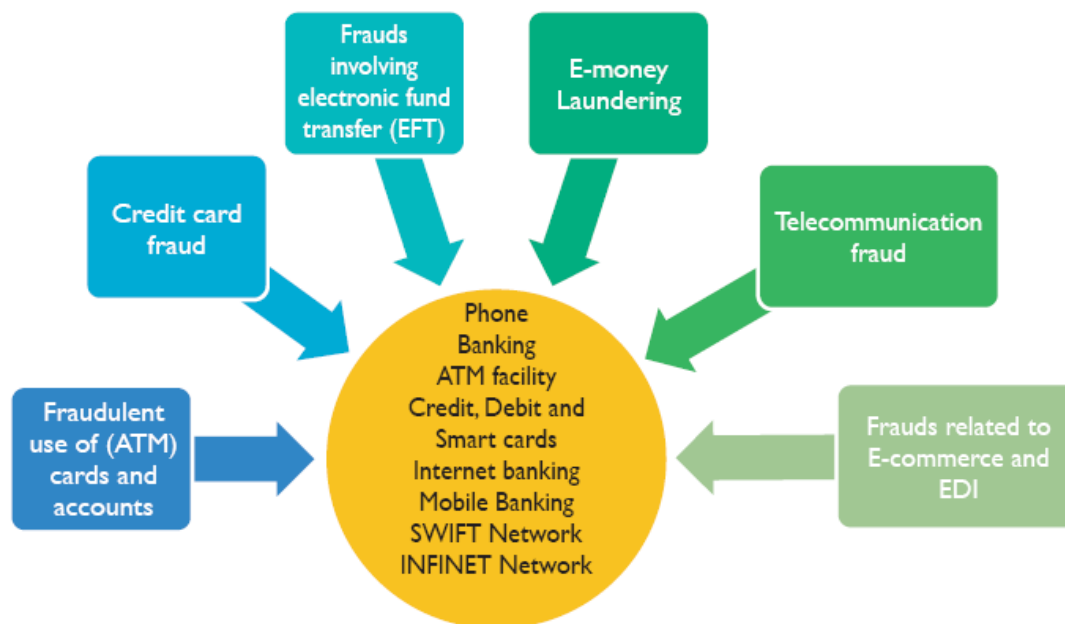 Frauds
involving
electronic fund
transfer (EFT)
E-money
Laundering
Credit card
fraud
Telecommunication
fraud
Fraudulent
use of (ATM)
cards and
accounts
Phone
Banking
ATM facility
Credit, Debit and
Smart cards
Internet banking
Mobile Banking
SWIFT Network
INFINET Network
Frauds related to
E-commerce and
EDI